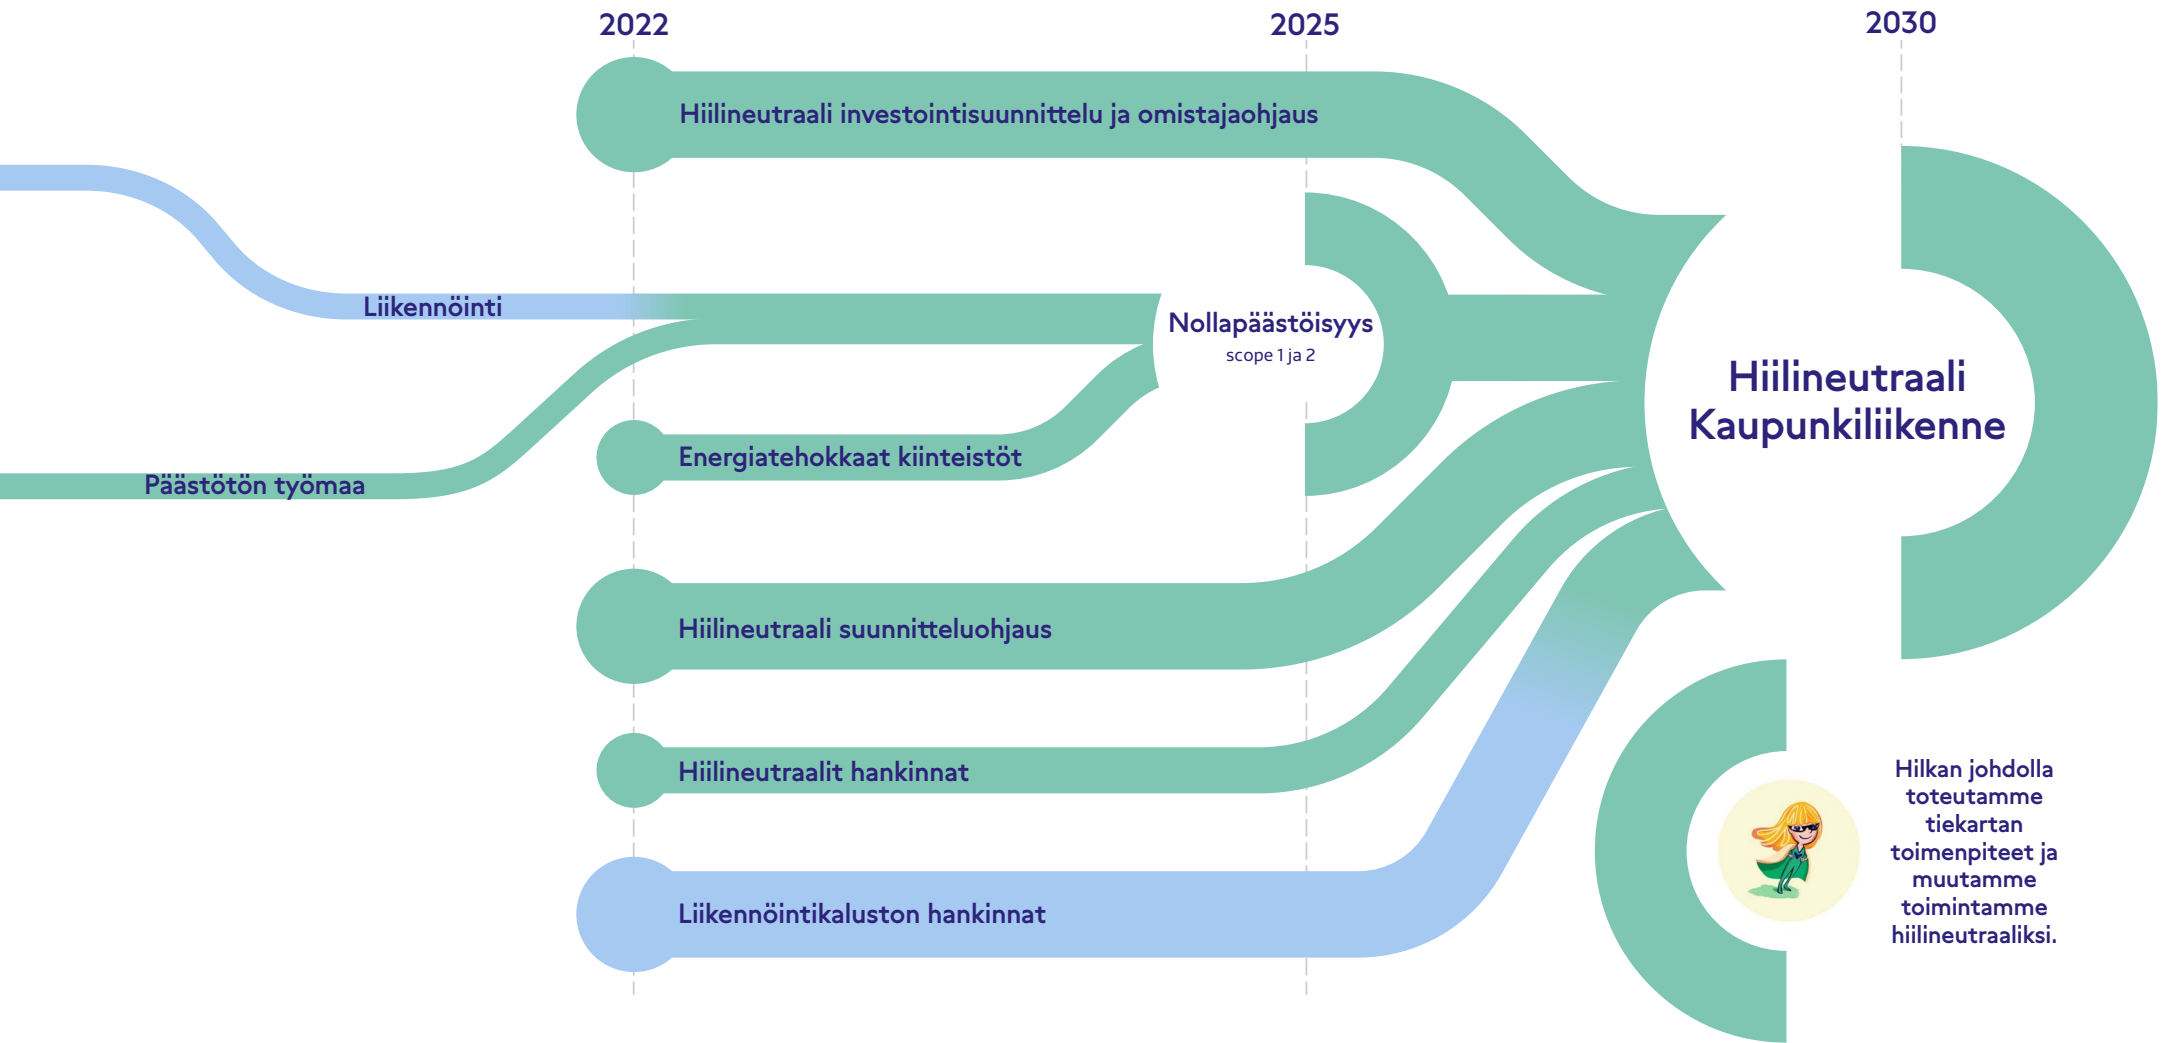 2022
2025
2030
Hiilineutraali investointisuunnittelu ja omistajaohjaus
Liikennöinti
Nollapäästöisyys
scope 1 ja 2
Hiilineutraali
Kaupunkiliikenne
Energiatehokkaat kiinteistöt
Päästötön työmaa
Hiilineutraali suunnitteluohjaus
Hiilineutraalit hankinnat
Liikennöintikaluston hankinnat
Hilkan johdolla
toteutamme
tiekartan
toimenpiteet ja
muutamme
toimintamme
hiilineutraaliksi.